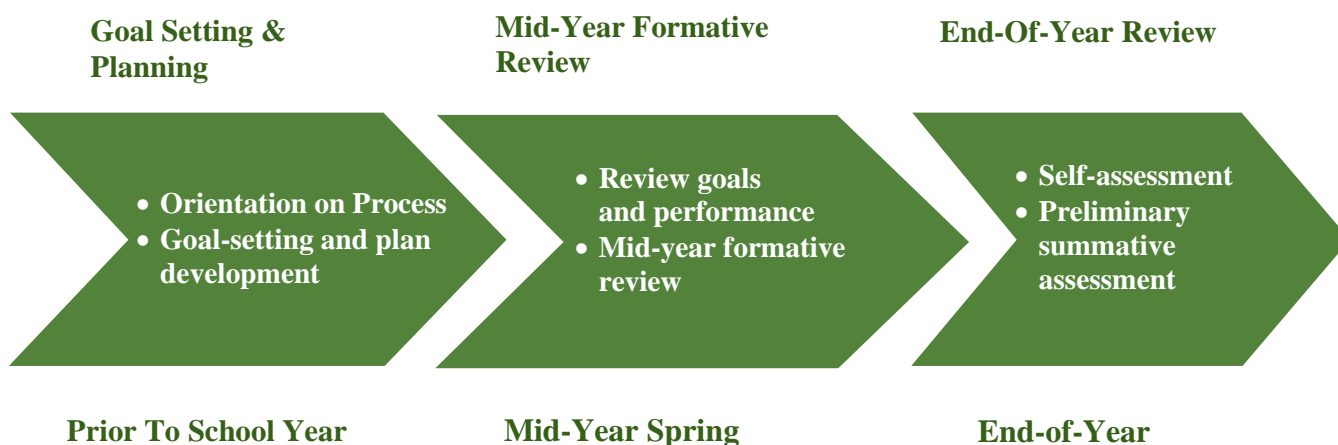 Goal Setting &
Planning
Mid-Year Formative
Review
End-Of-Year Review
• Orientation on Process
• Goal-setting and plan
development
• Review goals
and performance
• Mid-year formative
review
• Self-assessment
• Preliminary
summative
assessment
Prior To School Year
Mid-Year Spring
End-of-Year